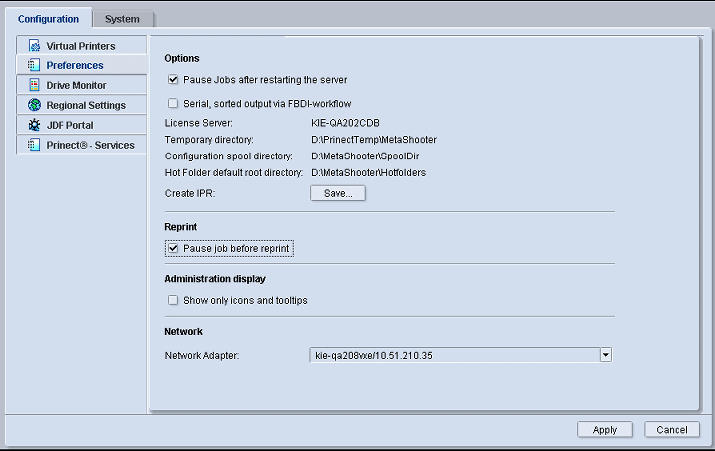 Configuration System
Virtual Printers
Preferences
Drive Monitor
Regional Settings
JDF Portal
Prinect® - Services
Options
Pause Jobs after restarting the server
Serial, sorted output via FBDI-workflow
License Server: KIE-QA202CDB
Temporary directory: D:\PrinectTemp\MetaShooter
Configuration spool directory: D:\MetaShooter\SpoolDir
Hot Folder default root directory: D:\MetaShooter\Hotfolders
Create IPR: Save...
Reprint
Pause job before reprint
Administration display
Show only icons and tooltips
Network
Network Adapter: kie-qa208vxe/10.51.210.35
Apply Cancel